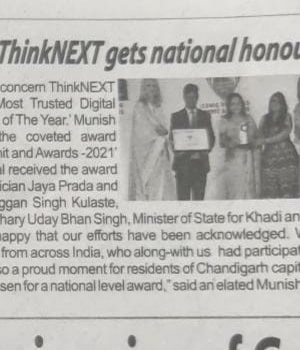 ThinkNEXT gets national honou
concern ThinkNEXT
Most Trusted Digital
of The Year.' Munish
the coveted award
it and Awards -2021'
l received the award
ician Jaya Prada and
ggan Singh Kulaste,
hary Uday Bhan Singh, Minister of State for Khadi an
appy that our efforts have been acknowledged. V
from across India, who along-with us had participat
so a proud moment for residents of Chandigarh capit
sen for a national level award," said an elated Munish